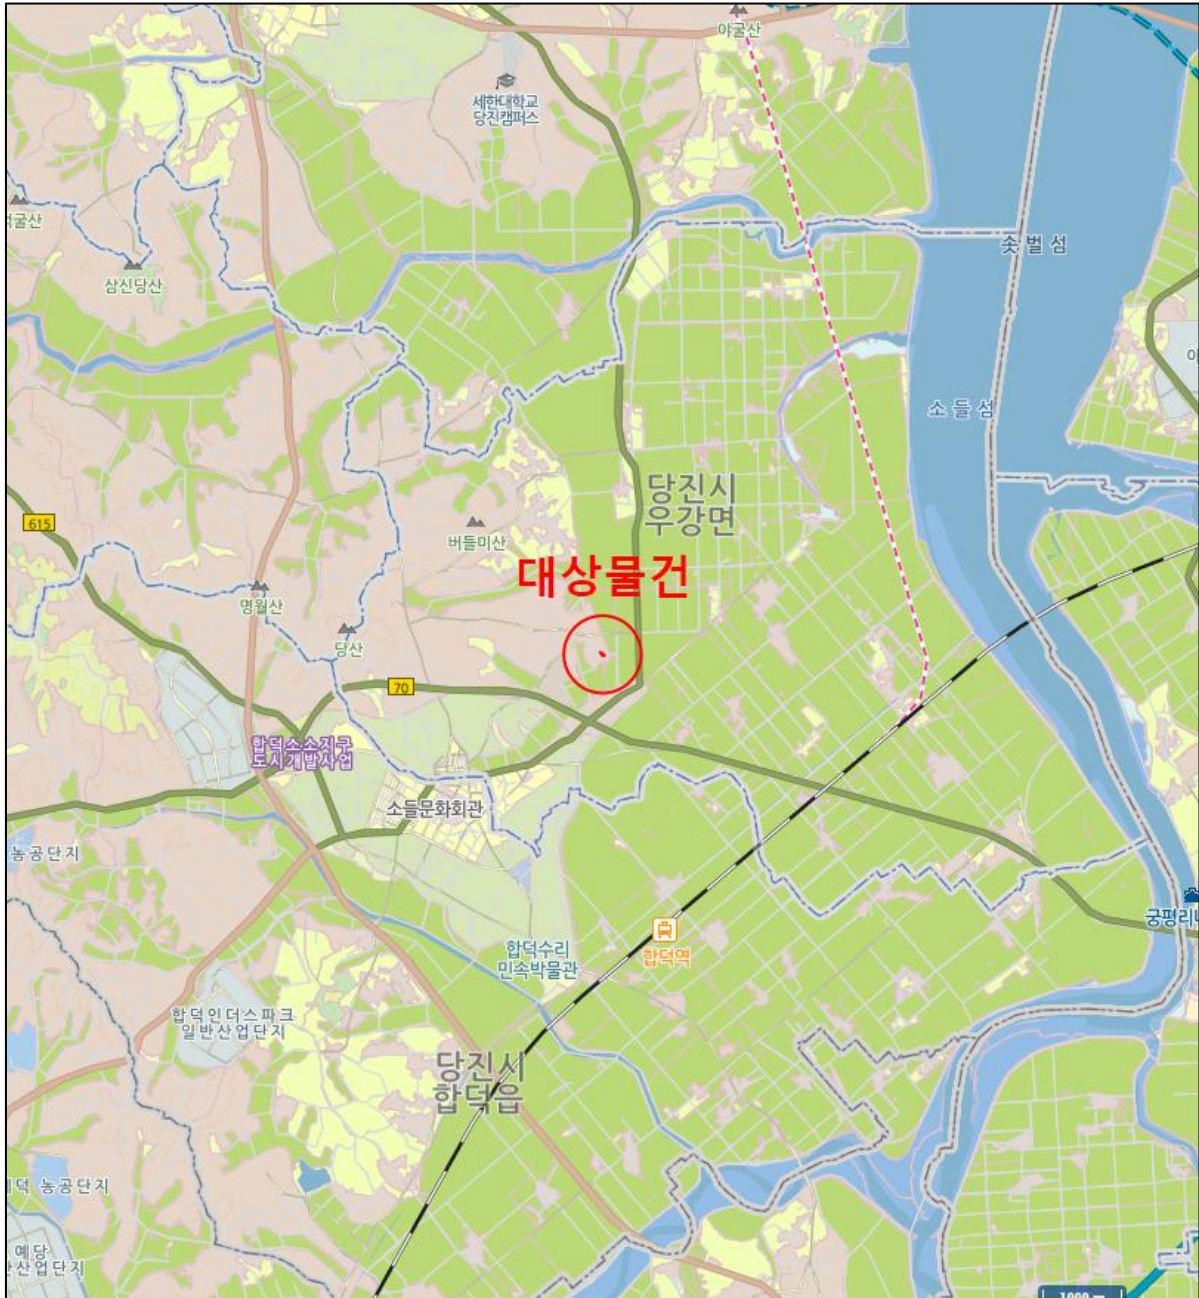 야굴산
세한대학교
당진캠퍼스
솟벌섬
삼신당산
소들섬
당진시
우강면
615
버들미산
대상물건
명월산
당산
70
합덕소소지구
도시개발사업
소들문화회관
농공단지
궁평리
합덕수리
민속박물관
합덕역
합덕인더스파크
일반산업단지
당진시
합덕읍
농공단지
예당
산업단지